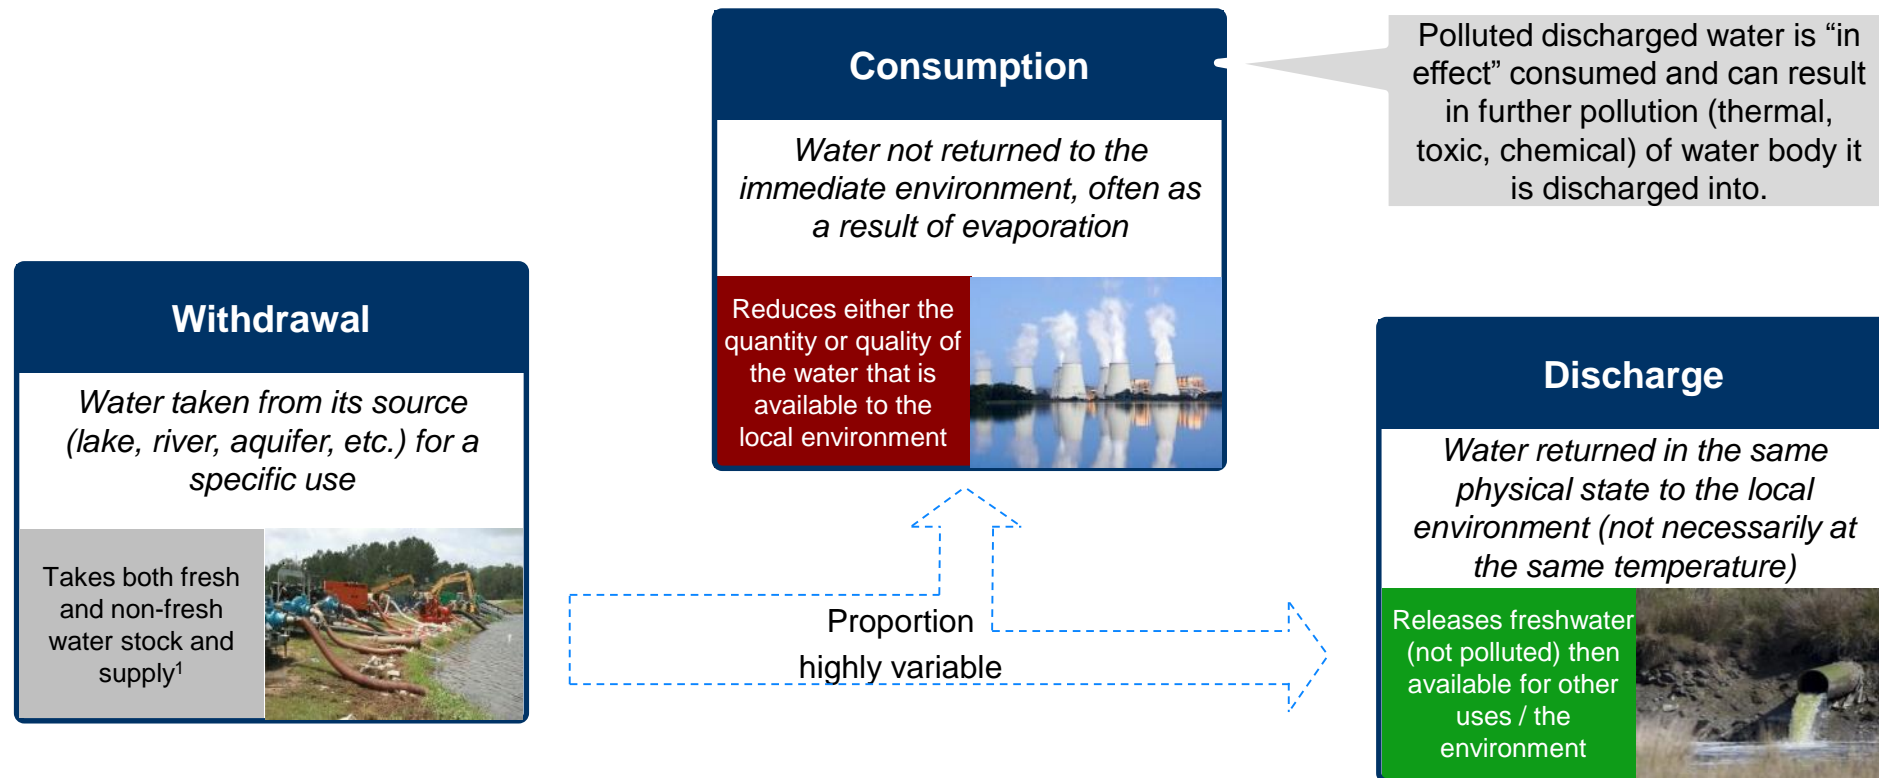 Withdrawal
Water taken from its source
(lake, river, aquifer, etc.) for a
specific use
Takes both fresh
and non-fresh
water stock and
supply¹
Consumption
Water not returned to the
immediate environment, often as
a result of evaporation
Reduces either the
quantity or quality of
the water that is
available to the
local environment
Polluted discharged water is “in
effect” consumed and can result
in further pollution (thermal,
toxic, chemical) of water body it
is discharged into.
Proportion
highly variable
Discharge
Water returned in the same
physical state to the local
environment (not necessarily at
the same temperature)
Releases freshwater
(not polluted) then
available for other
uses / the
environment